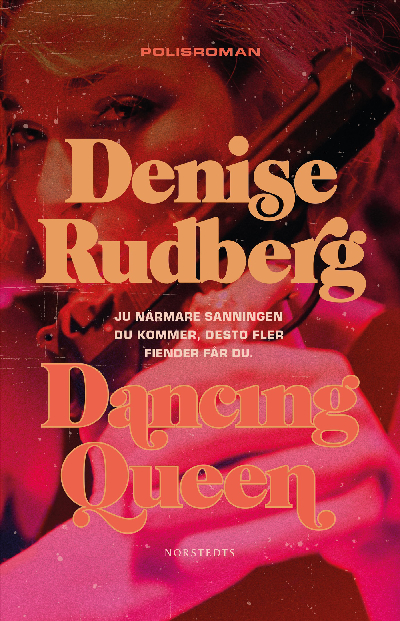 POLISROMAN
Denise
Rudberg
JU NÄRMARE SANNINGEN
DU KOMMER, DESTO FLER
FIENDER FÅR DU.
Dancing
Queen
NORSTEDTS